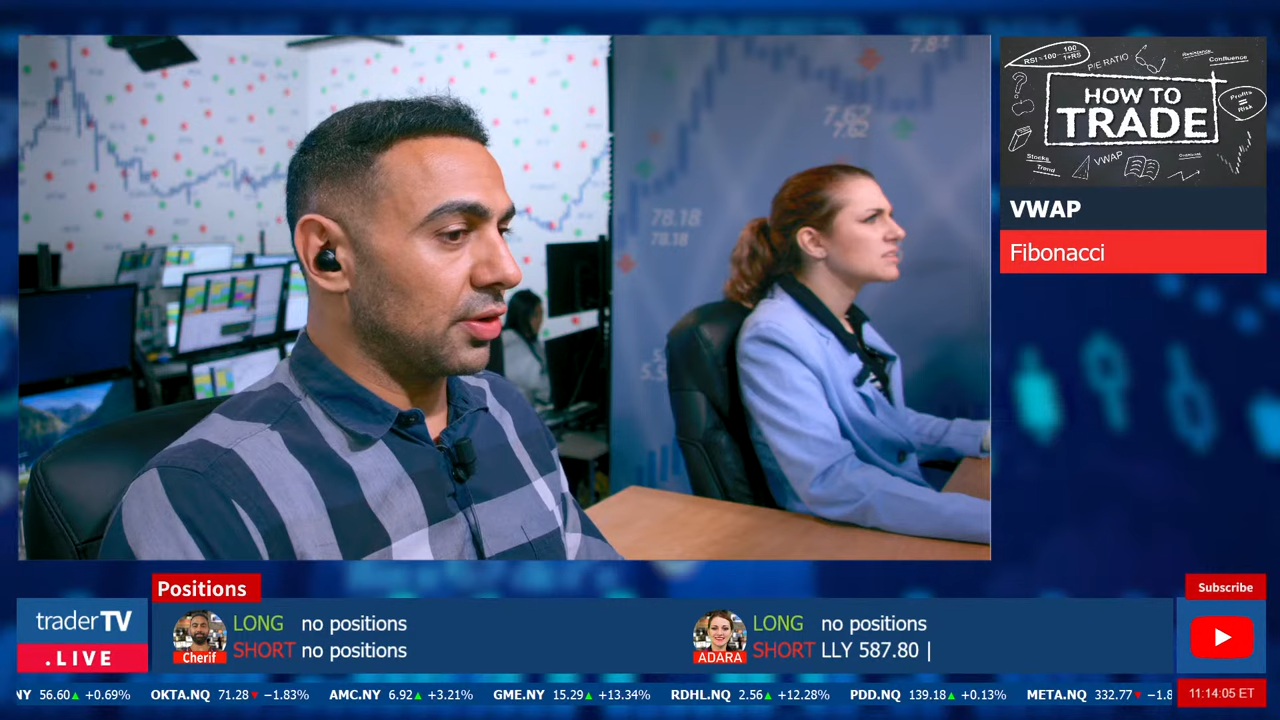 7.84
7.62
7.62
78.18
78.18
RSI=100-100
1+RS
P/E RATIO
Resistance
Confluence
HOW TO
TRADE
Profits
=
Risk
Stocks
Trend
VWAP
VWAP
Fibonacci
Positions
Subscribe
traderTV
.LIVE
Cherif
LONG no positions
SHORT no positions
ADARA
LONG no positions
SHORT LLY 587.80 |
NY 56.60▲ +0.69% OKTA.NQ 71.28▼ −1.83% AMC.NY 6.92▲ +3.21% GME.NY 15.29▲ +13.34% RDHL.NQ 2.56▲ +12.28% PDD.NQ 139.18▲ +0.13% META.NQ 332.77▼ −1.8
11:14:05 ET